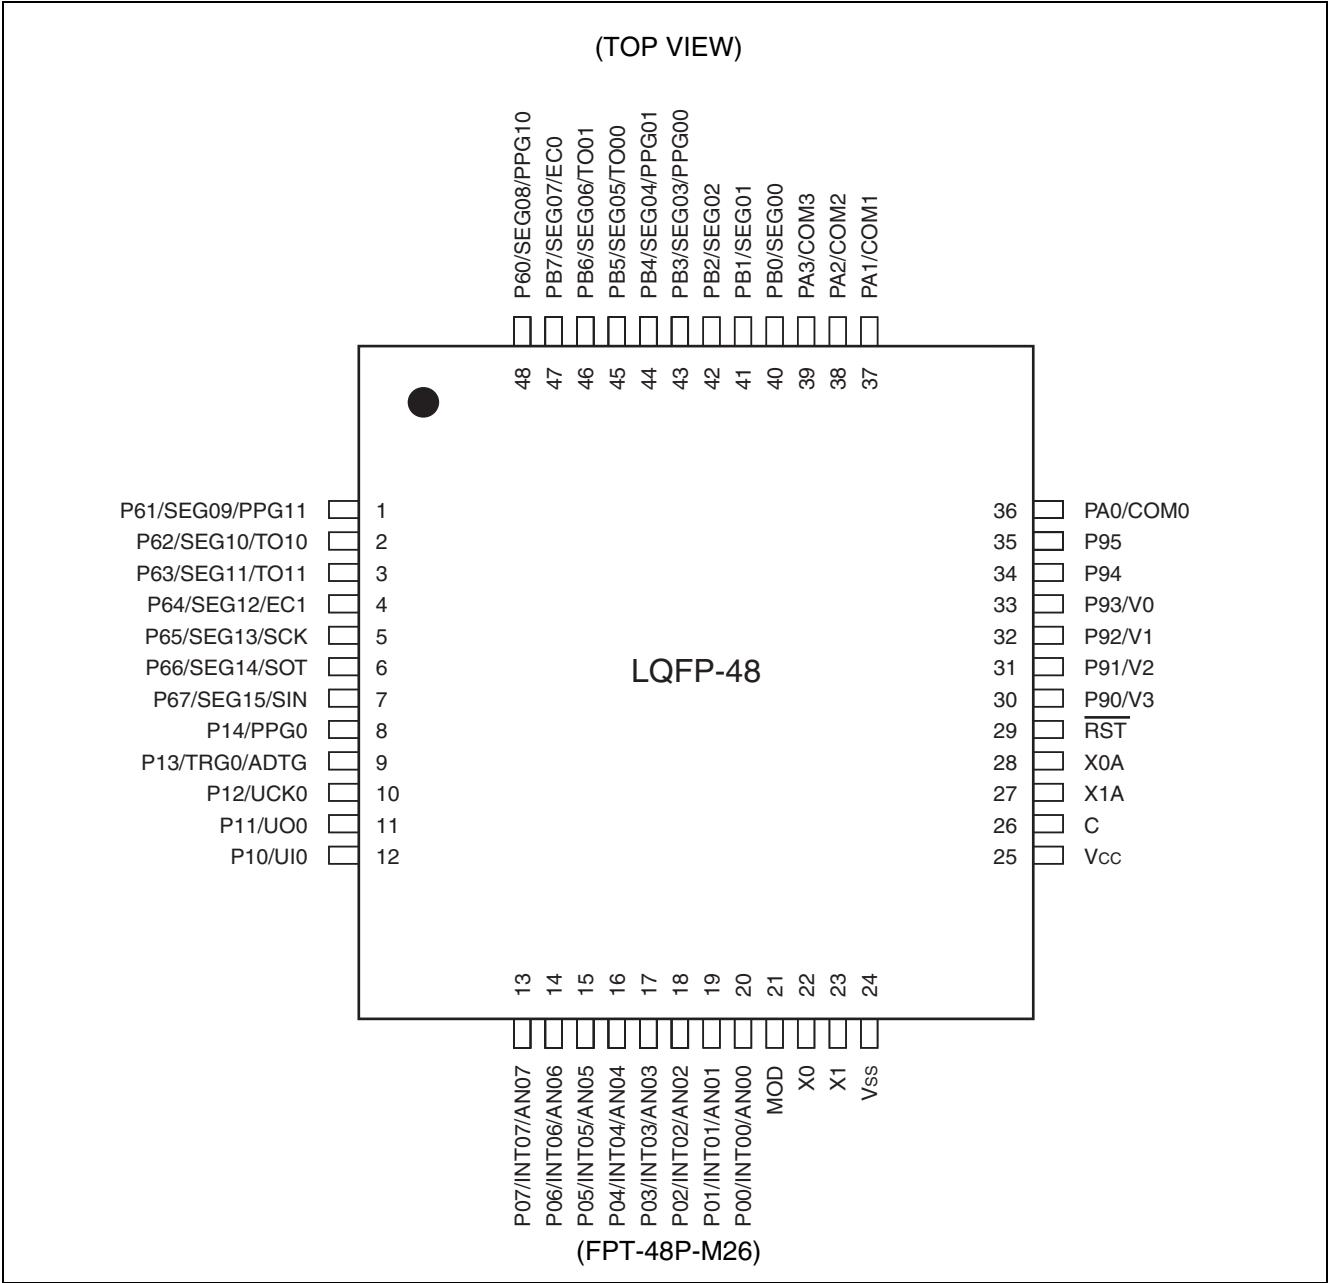 (TOP VIEW)
P60/SEG08/PPG10
PB7/SEG07/EC0
PB6/SEG06/TO01
PB5/SEG05/TO00
PB4/SEG04/PPG01
PB3/SEG03/PPG00
PB2/SEG02
PB1/SEG01
PB0/SEG00
PA3/COM3
PA2/COM2
PA1/COM1
48 47 46 45 44 43 42 41 40 39 38 37
P61/SEG09/PPG11 1
P62/SEG10/TO10 2
P63/SEG11/TO11 3
P64/SEG12/EC1 4
P65/SEG13/SCK 5
P66/SEG14/SOT 6
P67/SEG15/SIN 7
P14/PPG0 8
P13/TRG0/ADTG 9
P12/UCK0 10
P11/UO0 11
P10/UI0 12
LQFP-48
36 PA0/COM0
35 P95
34 P94
33 P93/V0
32 P92/V1
31 P91/V2
30 P90/V3
29 R̅S̅T̅
28 X0A
27 X1A
26 C
25 Vcc
13 14 15 16 17 18 19 20 21 22 23 24
P07/INT07/AN07
P06/INT06/AN06
P05/INT05/AN05
P04/INT04/AN04
P03/INT03/AN03
P02/INT02/AN02
P01/INT01/AN01
P00/INT00/AN00
MOD
X0
X1
Vss
(FPT-48P-M26)